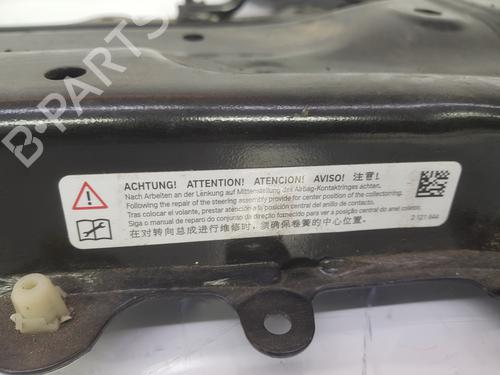 B-PARTS
ACHTUNG! ATTENTION! ATENCION! AVISO! 注意!
Nach Arbeiten an der Lenkung auf Mittenstellung des Airbag-Kontaktringes achten.
Following the repair of the steering assembly provide for center position of the collectorring.
Tras colocar el volante, prestar atención a la posición central del anillo de contacto.
Siga o manual de reparo do conjunto da direção fornecido para ver a posição central do anel coletor.
在对转向总成进行维修时，须确保卷簧的中心位置。
2 121 644